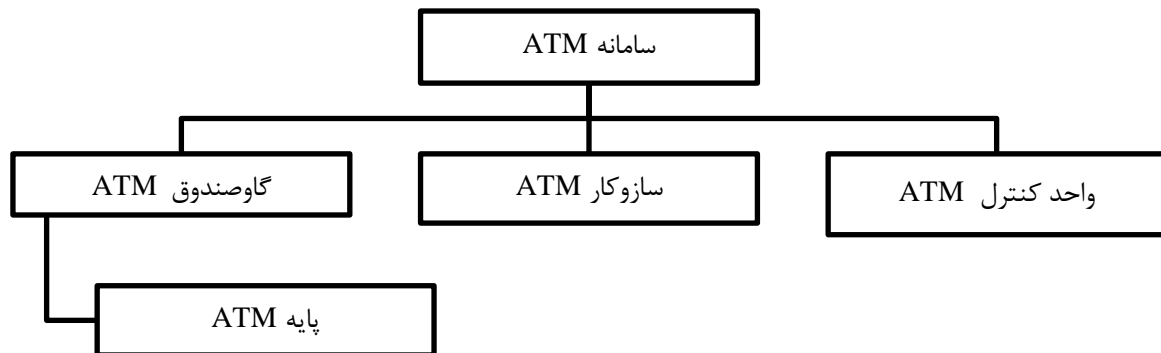 سامانه ATM
واحد کنترل ATM
سازوکار ATM
گاوصندوق ATM
پایه ATM